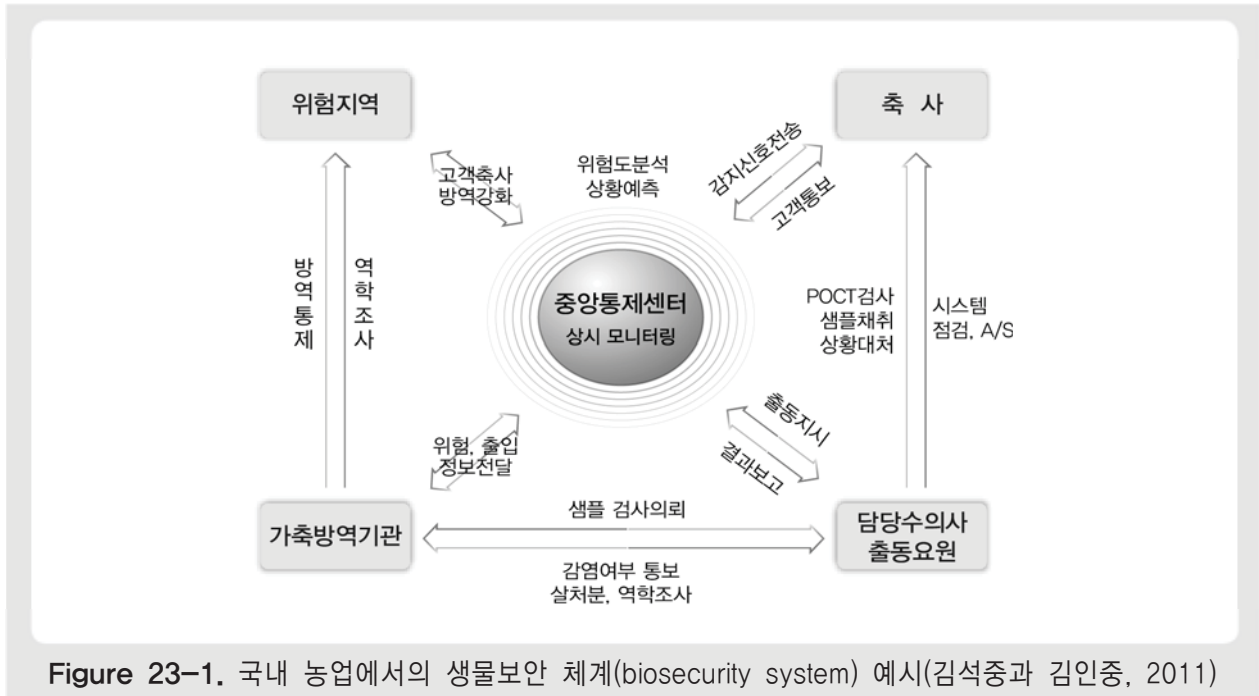 위험지역
축 사
고객축사
방역강화
위험도분석
상황예측
감지신호전송
고객통보
방역통제
역학조사
중앙통제센터
상시 모니터링
POCT검사
샘플채취
상황대처
시스템
점검, A/S
위험, 출입
정보전달
출동지시
결과보고
가축방역기관
샘플 검사의뢰
감염여부 통보
살처분, 역학조사
담당수의사
출동요원
Figure 23-1. 국내 농업에서의 생물보안 체계(biosecurity system) 예시(김석중과 김인중, 2011)